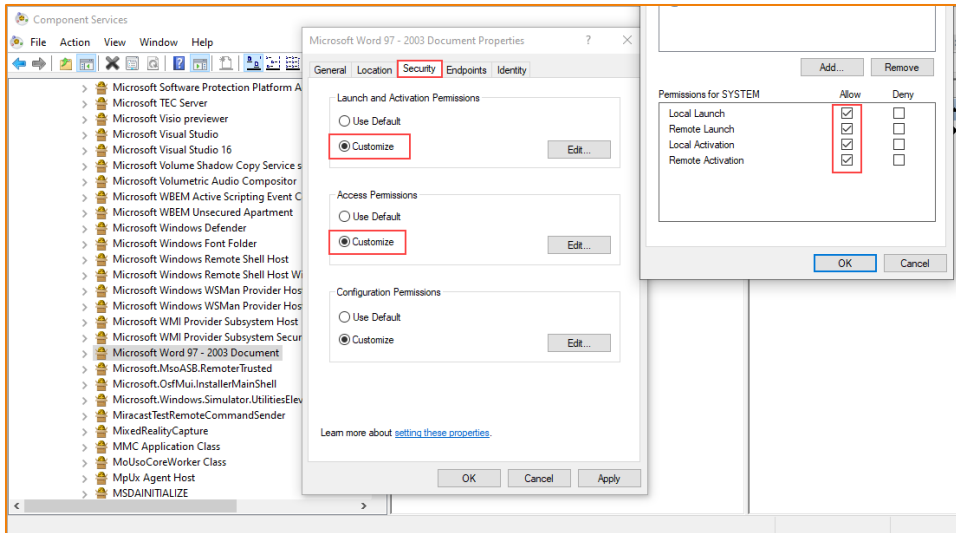 Component Services
File Action View Window Help
Microsoft Software Protection Platform A
Microsoft TEC Server
Microsoft Visio previewer
Microsoft Visual Studio
Microsoft Visual Studio 16
Microsoft Volume Shadow Copy Service s
Microsoft Volumetric Audio Compositor
Microsoft WBEM Active Scripting Event C
Microsoft WBEM Unsecured Apartment
Microsoft Windows Defender
Microsoft Windows Font Folder
Microsoft Windows Remote Shell Host
Microsoft Windows Remote Shell Host Wi
Microsoft Windows WSMan Provider Hos
Microsoft Windows WSMan Provider Hos
Microsoft WMI Provider Subsystem Host
Microsoft WMI Provider Subsystem Secur
Microsoft Word 97 - 2003 Document
Microsoft.MsoASB.RemoterTrusted
Microsoft.OsfMui.InstallerMainShell
Microsoft.Windows.Simulator.UtilitiesElev
MiracastTestRemoteCommandSender
MixedRealityCapture
MMC Application Class
MoUsoCoreWorker Class
MpUx Agent Host
MSDAINITIALIZE
Microsoft Word 97 - 2003 Document Properties
General Location Security Endpoints Identity
Launch and Activation Permissions
Use Default
Customize
Edit...
Access Permissions
Use Default
Customize
Edit...
Configuration Permissions
Use Default
Customize
Edit...
Learn more about setting these properties.
OK Cancel Apply
Add... Remove
Permissions for SYSTEM Allow Deny
Local Launch
Remote Launch
Local Activation
Remote Activation
OK Cancel